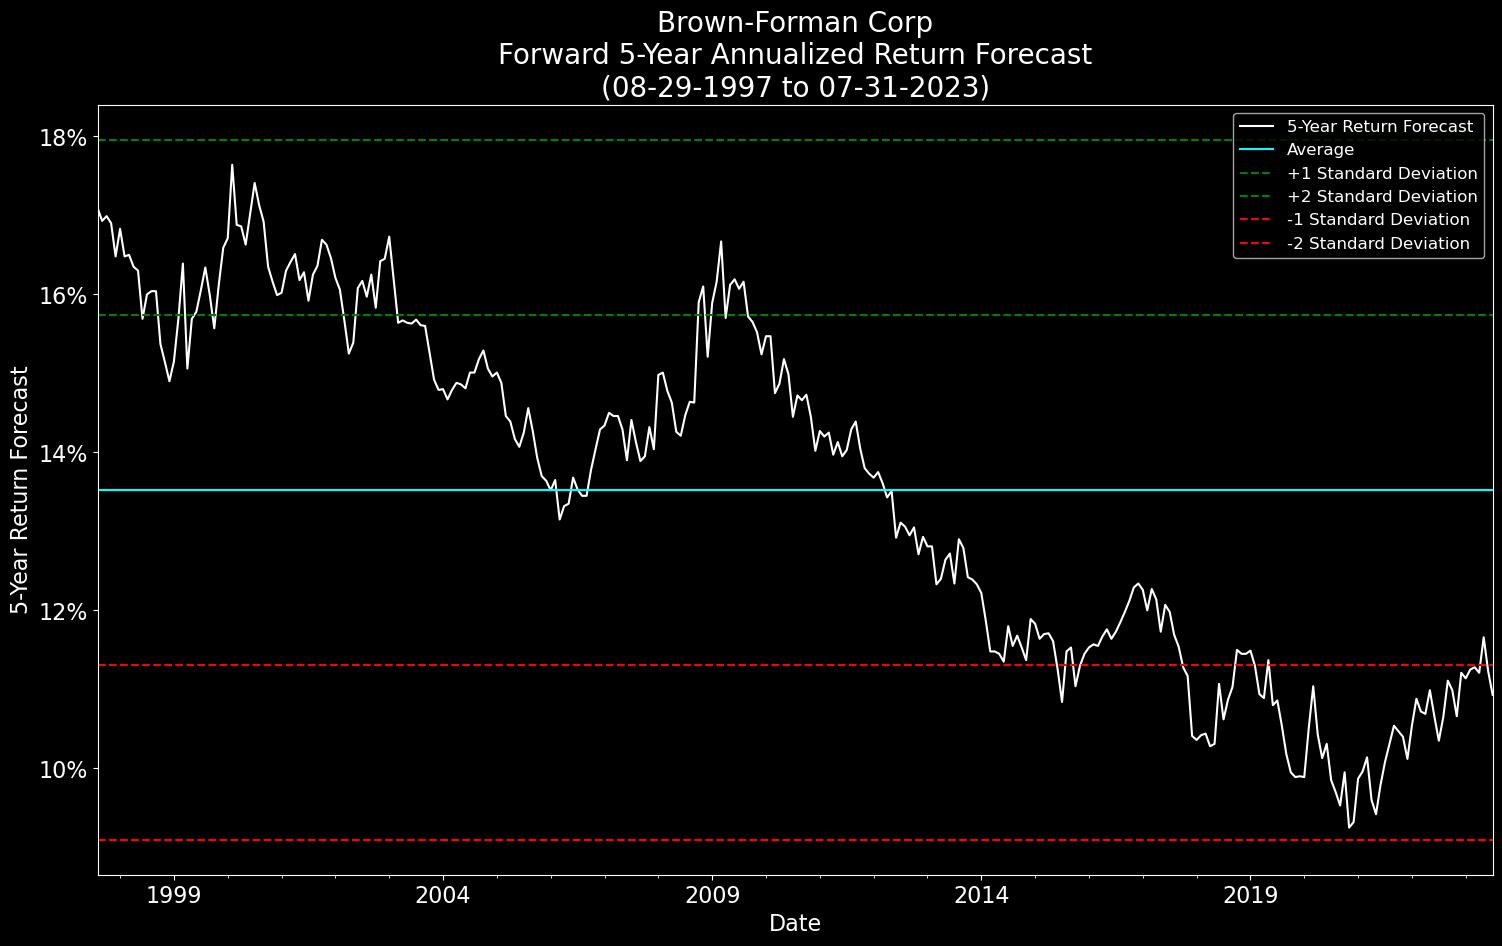 Brown-Forman Corp
Forward 5-Year Annualized Return Forecast
(08-29-1997 to 07-31-2023)
5-Year Return Forecast
Average
+1 Standard Deviation
+2 Standard Deviation
-1 Standard Deviation
-2 Standard Deviation
18%
16%
14%
12%
10%
5-Year Return Forecast
1999
2004
2009
2014
2019
Date